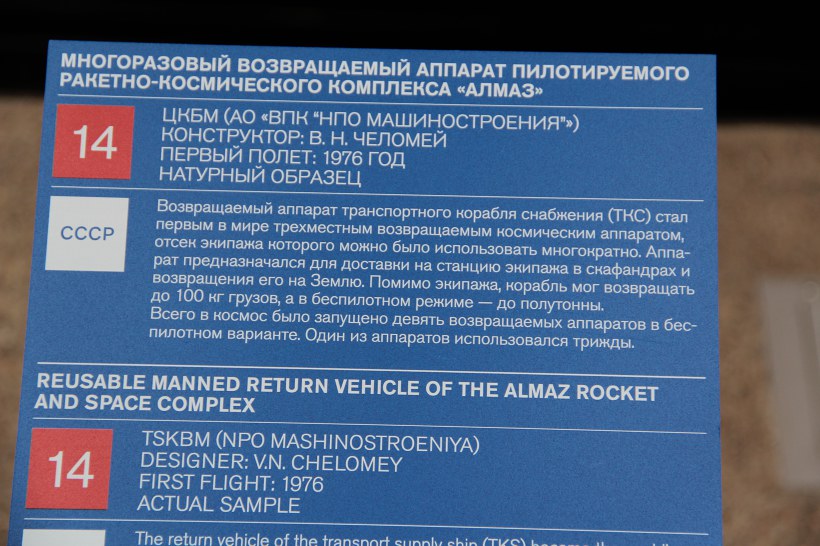 МНОГОРАЗОВЫЙ ВОЗВРАЩАЕМЫЙ АППАРАТ ПИЛОТИРУЕМОГО
РАКЕТНО-КОСМИЧЕСКОГО КОМПЛЕКСА «АЛМАЗ»
14
ЦКБМ (АО «ВПК “НПО МАШИНОСТРОЕНИЯ”»)
КОНСТРУКТОР: В. Н. ЧЕЛОМЕЙ
ПЕРВЫЙ ПОЛЕТ: 1976 ГОД
НАТУРНЫЙ ОБРАЗЕЦ
СССР
Возвращаемый аппарат транспортного корабля снабжения (ТКС) стал
первым в мире трехместным возвращаемым космическим аппаратом,
отсек экипажа которого можно было использовать многократно. Аппа-
рат предназначался для доставки на станцию экипажа в скафандрах и
возвращения его на Землю. Помимо экипажа, корабль мог возвращать
до 100 кг грузов, а в беспилотном режиме — до полутонны.
Всего в космос было запущено девять возвращаемых аппаратов в бес-
пилотном варианте. Один из аппаратов использовался трижды.
REUSABLE MANNED RETURN VEHICLE OF THE ALMAZ ROCKET
AND SPACE COMPLEX
14
TSKBM (NPO MASHINOSTROENIYA)
DESIGNER: V.N. CHELOMEY
FIRST FLIGHT: 1976
ACTUAL SAMPLE
The return vehicle of the transport supply ship (TKS)